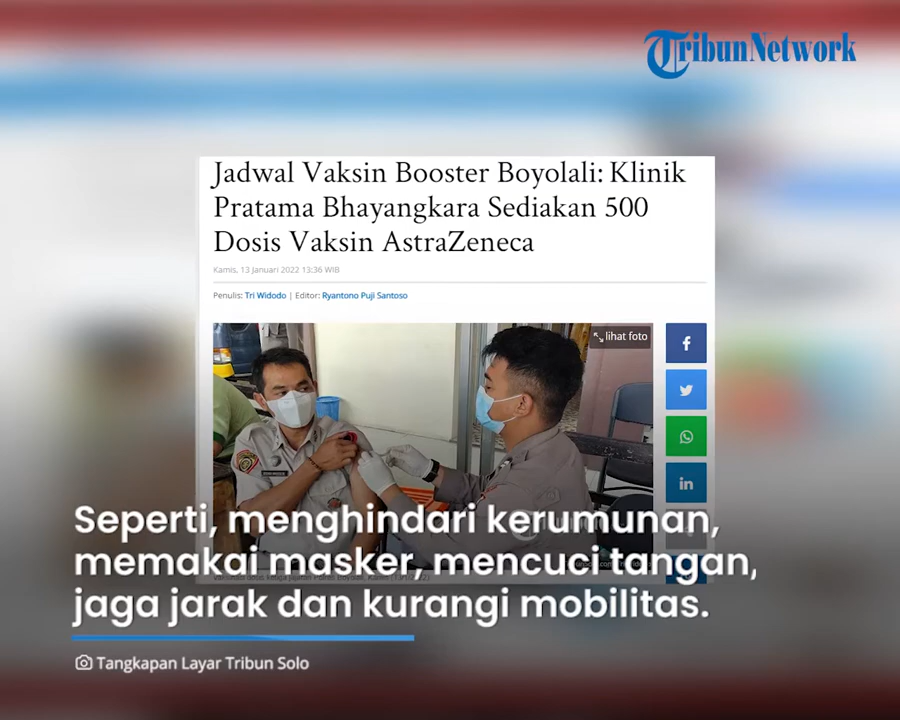 TribunNetwork
Jadwal Vaksin Booster Boyolali: Klinik
Pratama Bhayangkara Sediakan 500
Dosis Vaksin AstraZeneca
Kamis, 13 Januari 2022 13:36 WIB
Penulis: Tri Widodo | Editor: Ryantono Puji Santoso
lihat foto
Seperti, menghindari kerumunan,
memakai masker, mencuci tangan,
jaga jarak dan kurangi mobilitas.
Tangkapan Layar Tribun Solo